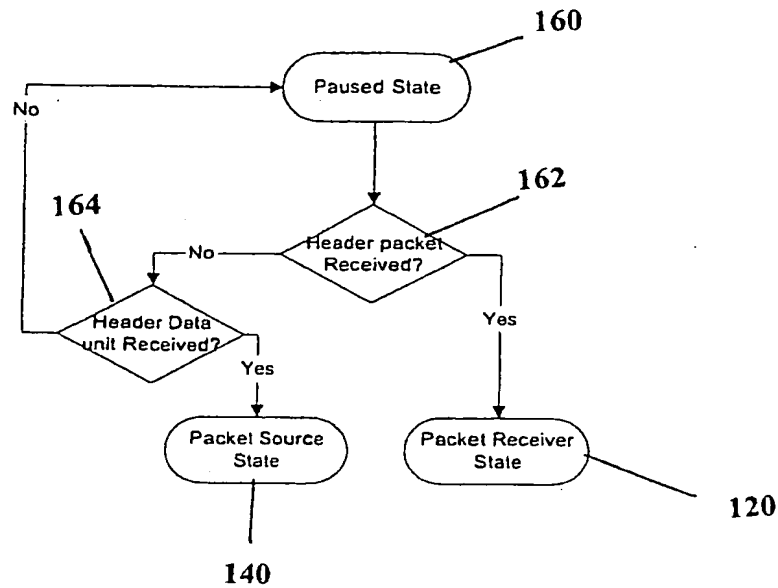 160
Paused State
No
162
164
Header packet
Received?
No
Header Data
unit Received?
Yes
Yes
Packet Source
State
Packet Receiver
State
120
140